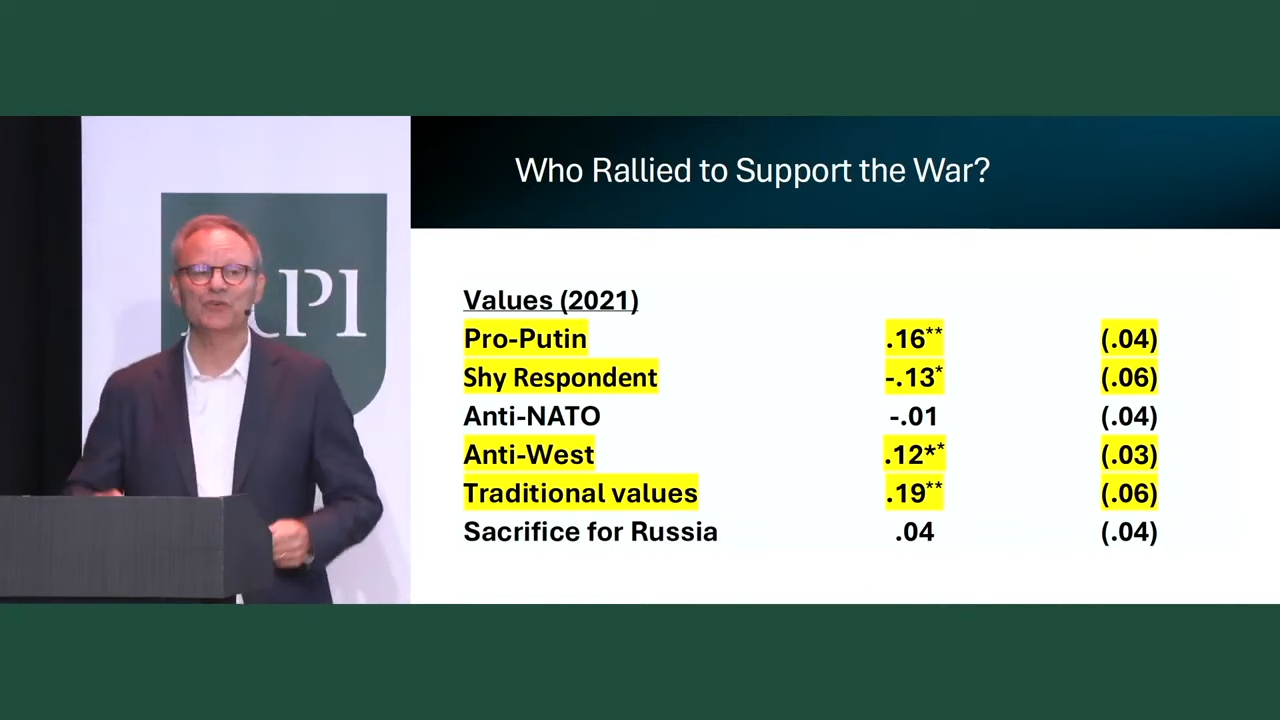 RPI
Who Rallied to Support the War?
Values (2021)
Pro-Putin .16** (.04)
Shy Respondent -.13* (.06)
Anti-NATO -.01 (.04)
Anti-West .12** (.03)
Traditional values .19** (.06)
Sacrifice for Russia .04 (.04)